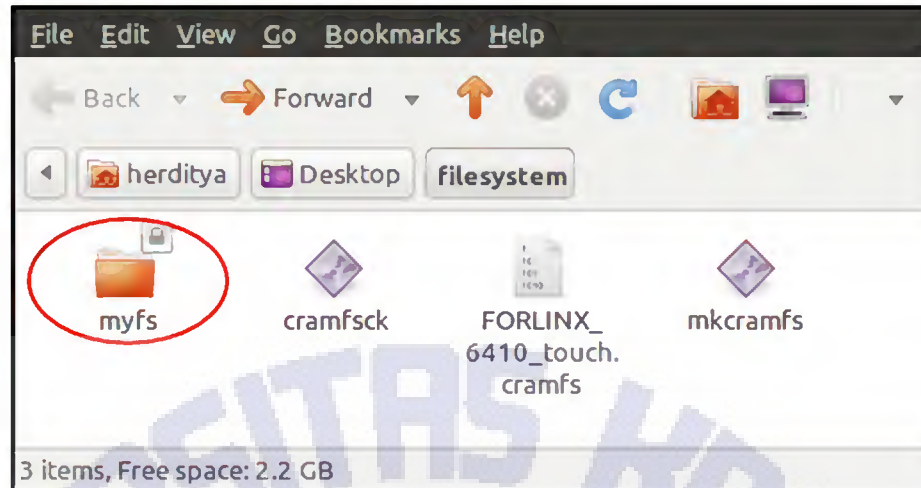 File Edit View Go Bookmarks Help
Back Forward
herditya Desktop filesystem
myfs cramfsck FORLINX_ mkcramfs
6410_touch.
cramfs
3 items, Free space: 2.2 GB